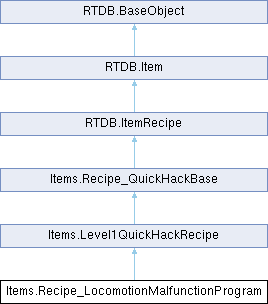 RTDB.BaseObject
RTDB.Item
RTDB.ItemRecipe
Items.Recipe_QuickHackBase
Items.Level1QuickHackRecipe
Items.Recipe_LocomotionMalfunctionProgram